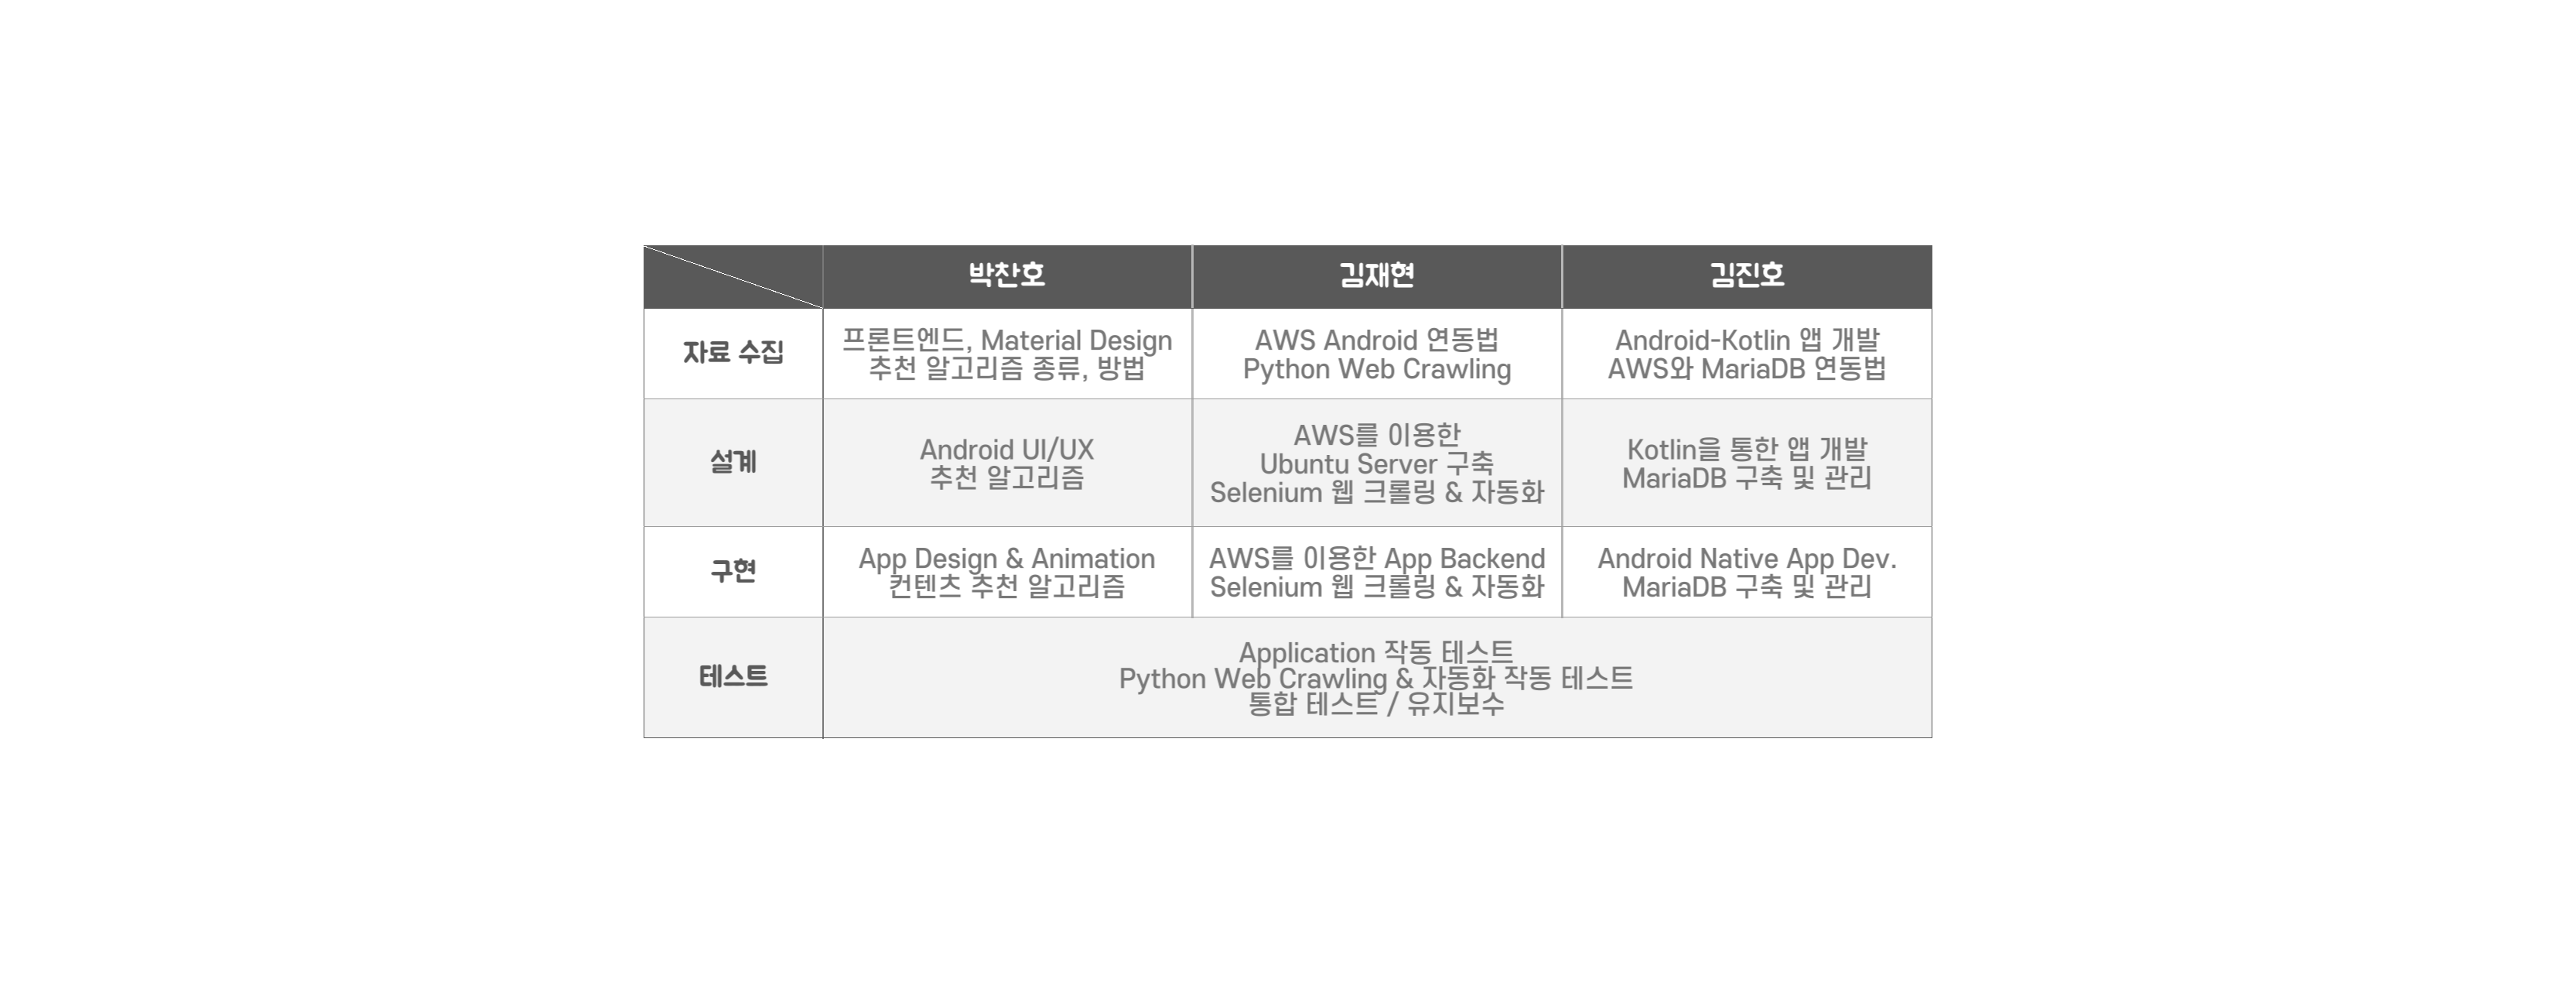 박찬호 김재현 김진호
자료 수집
프론트엔드, Material Design
추천 알고리즘 종류, 방법
AWS Android 연동법
Python Web Crawling
Android-Kotlin 앱 개발
AWS와 MariaDB 연동법
설계
Android UI/UX
추천 알고리즘
AWS를 이용한
Ubuntu Server 구축
Selenium 웹 크롤링 & 자동화
Kotlin을 통한 앱 개발
MariaDB 구축 및 관리
구현
App Design & Animation
컨텐츠 추천 알고리즘
AWS를 이용한 App Backend
Selenium 웹 크롤링 & 자동화
Android Native App Dev.
MariaDB 구축 및 관리
테스트
Application 작동 테스트
Python Web Crawling & 자동화 작동 테스트
통합 테스트 / 유지보수